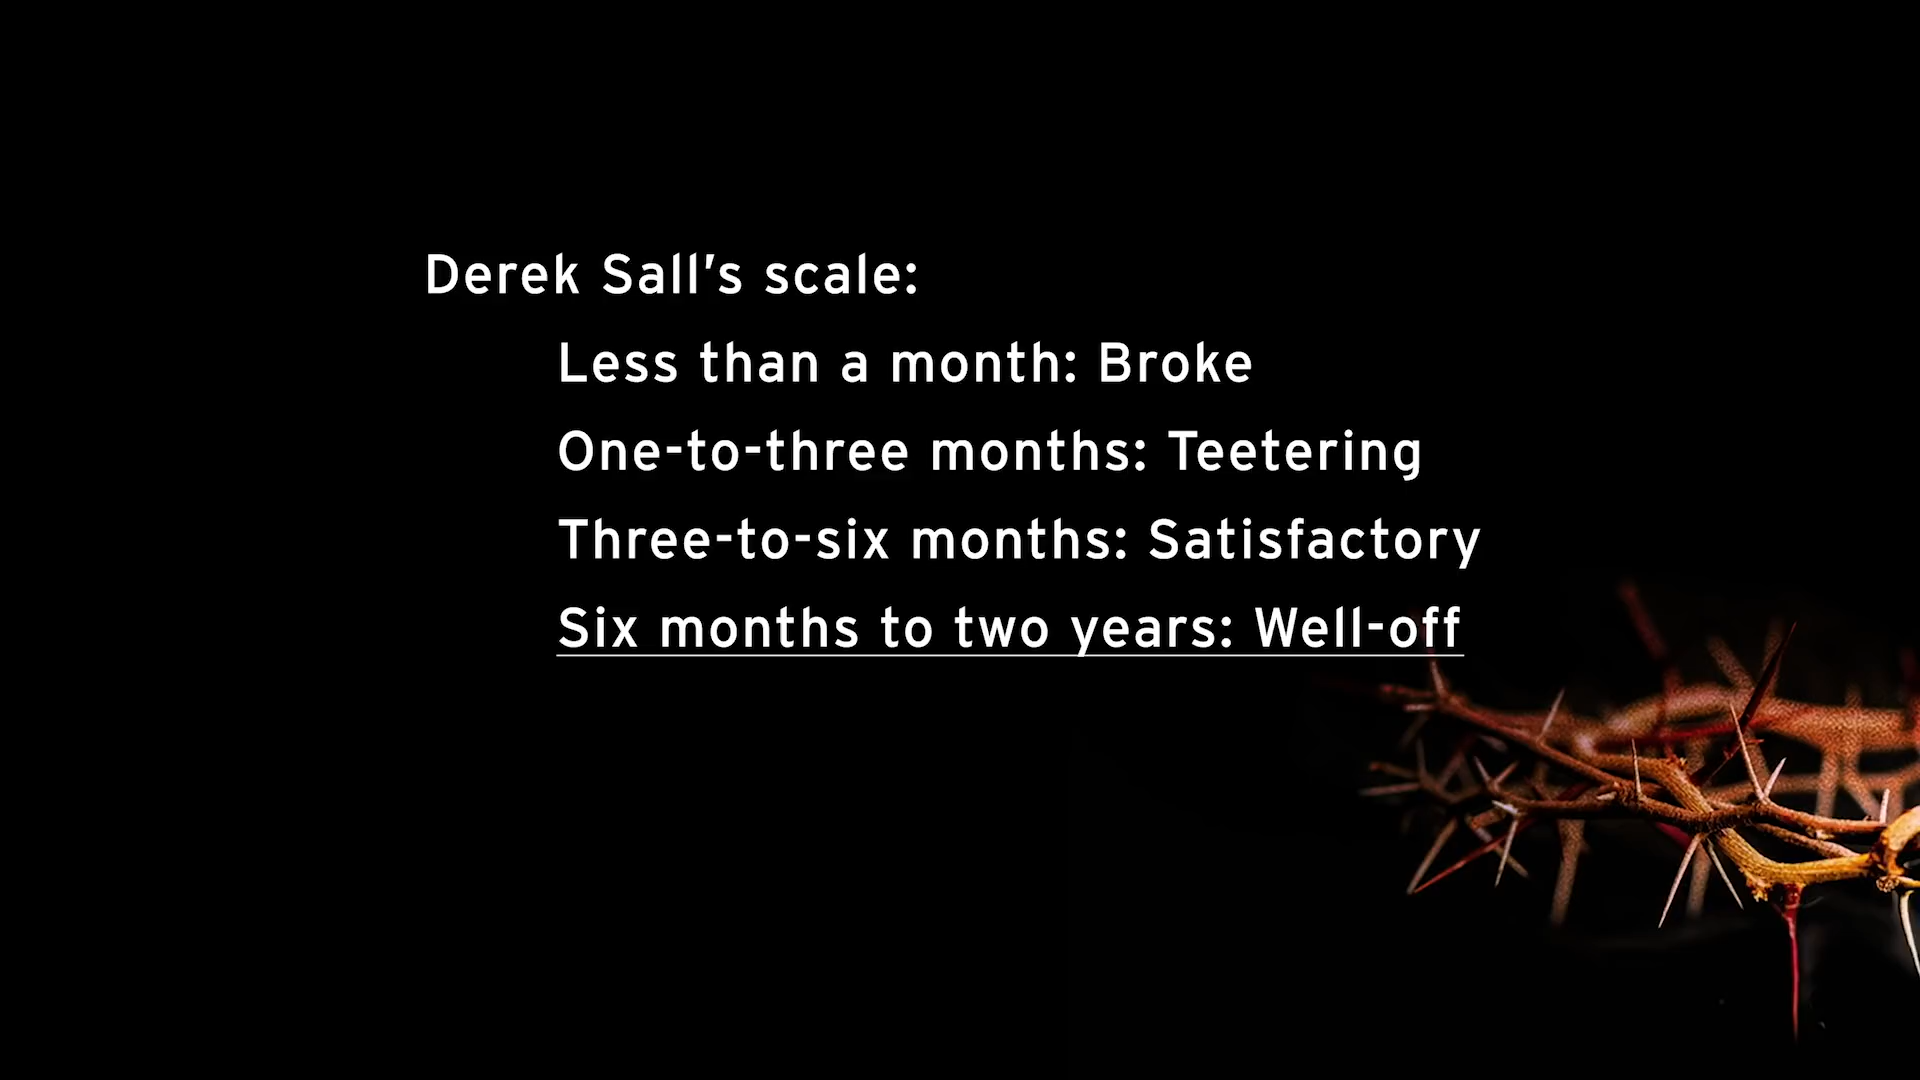 Derek Sall's scale:
Less than a month: Broke
One-to-three months: Teetering
Three-to-six months: Satisfactory
Six months to two years: Well-off